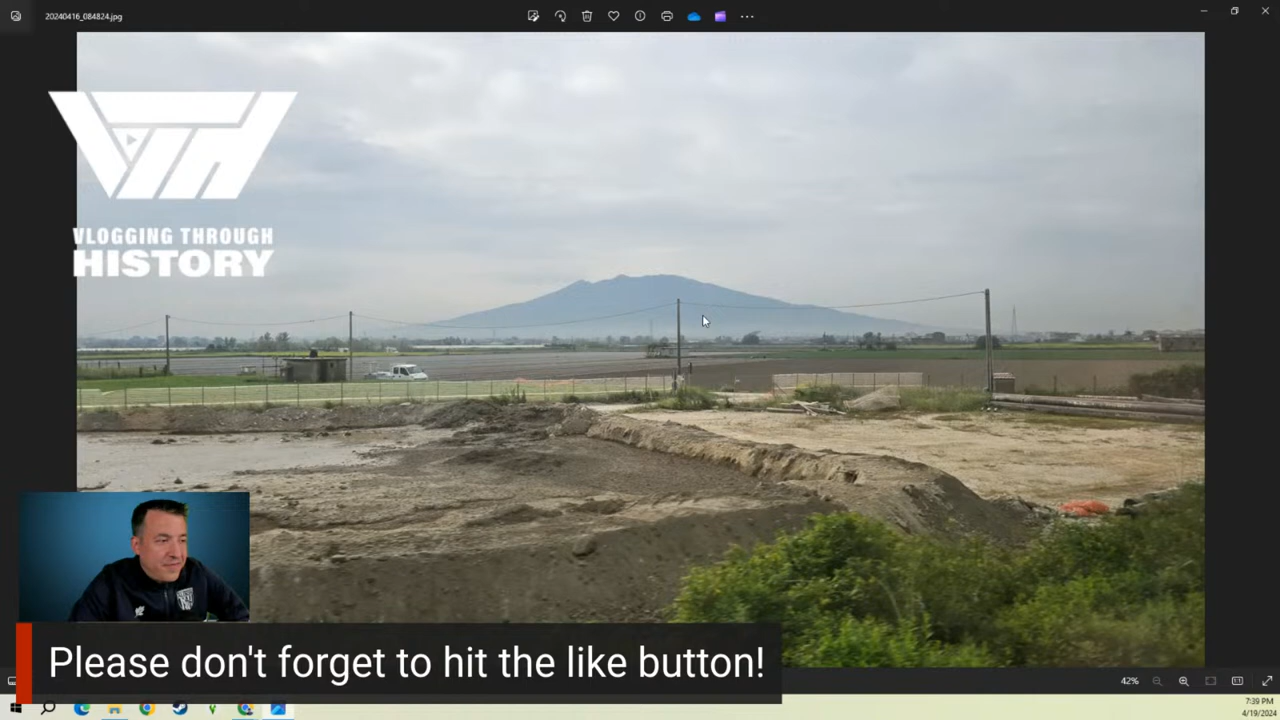 20240416_084824.jpg
VTH
VLOGGING THROUGH
HISTORY
Please don't forget to hit the like button!
42%
7:39 PM
4/19/2024